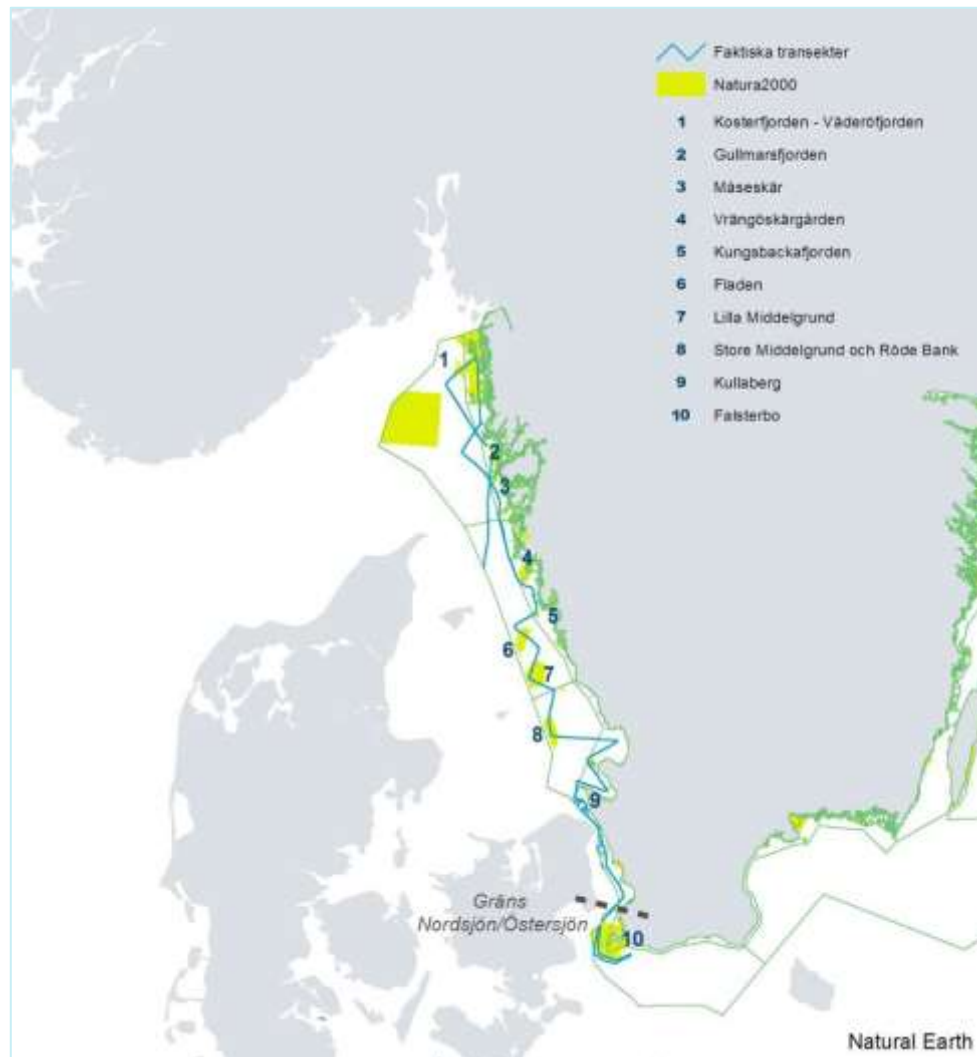 Faktiska transekter
Natura2000
1 Kosterfjorden - Väderöfjorden
2 Gullmarsfjorden
3 Måseskär
4 Vrångöskärgården
5 Kungsbackafjorden
6 Fladen
7 Lilla Middelgrund
8 Store Middelgrund och Röde Bank
9 Kullaberg
10 Falsterbo
1
2
3
4
5
6
7
8
9
Gräns
Nordsjön/Östersjön
10
Natural Earth